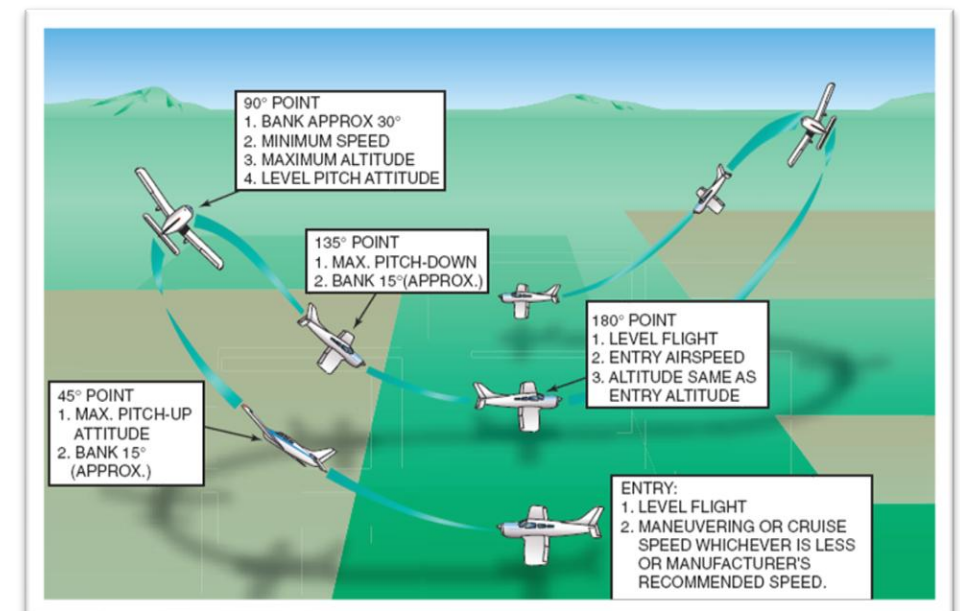 90° POINT
1. BANK APPROX 30°
2. MINIMUM SPEED
3. MAXIMUM ALTITUDE
4. LEVEL PITCH ATTITUDE
135° POINT
1. MAX. PITCH-DOWN
2. BANK 15°(APPROX.)
180° POINT
1. LEVEL FLIGHT
2. ENTRY AIRSPEED
3. ALTITUDE SAME AS
ENTRY ALTITUDE
45° POINT
1. MAX. PITCH-UP
ATTITUDE
2. BANK 15°
(APPROX.)
ENTRY:
1. LEVEL FLIGHT
2. MANEUVERING OR CRUISE
SPEED WHICHEVER IS LESS
OR MANUFACTURER'S
RECOMMENDED SPEED.